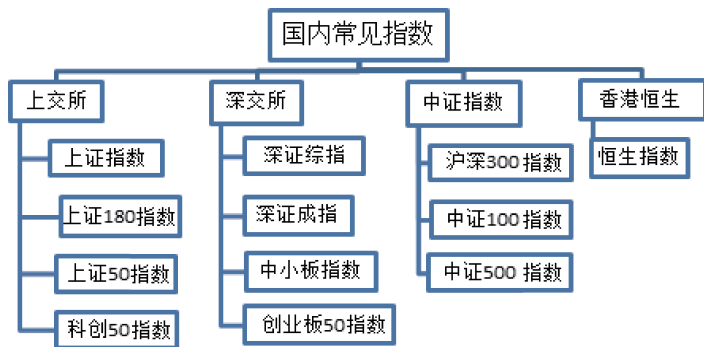 国内常见指数
上交所
深交所
中证指数
香港恒生
上证指数
深证综指
沪深300指数
恒生指数
上证180指数
深证成指
中证100指数
上证50指数
中小板指数
中证500 指数
科创50指数
创业板50指数